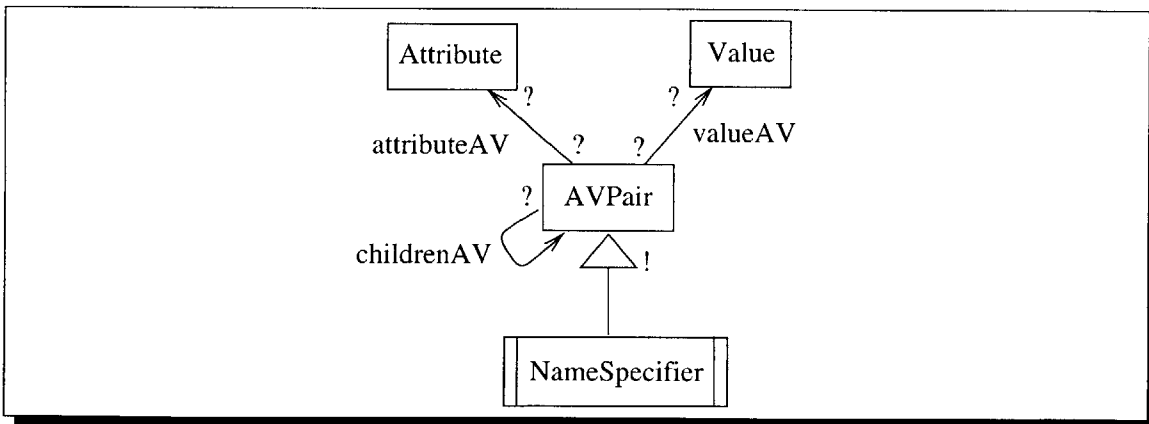 Attribute
Value
?
?
attributeAV
?
?
valueAV
?
AVPair
childrenAV
!
NameSpecifier